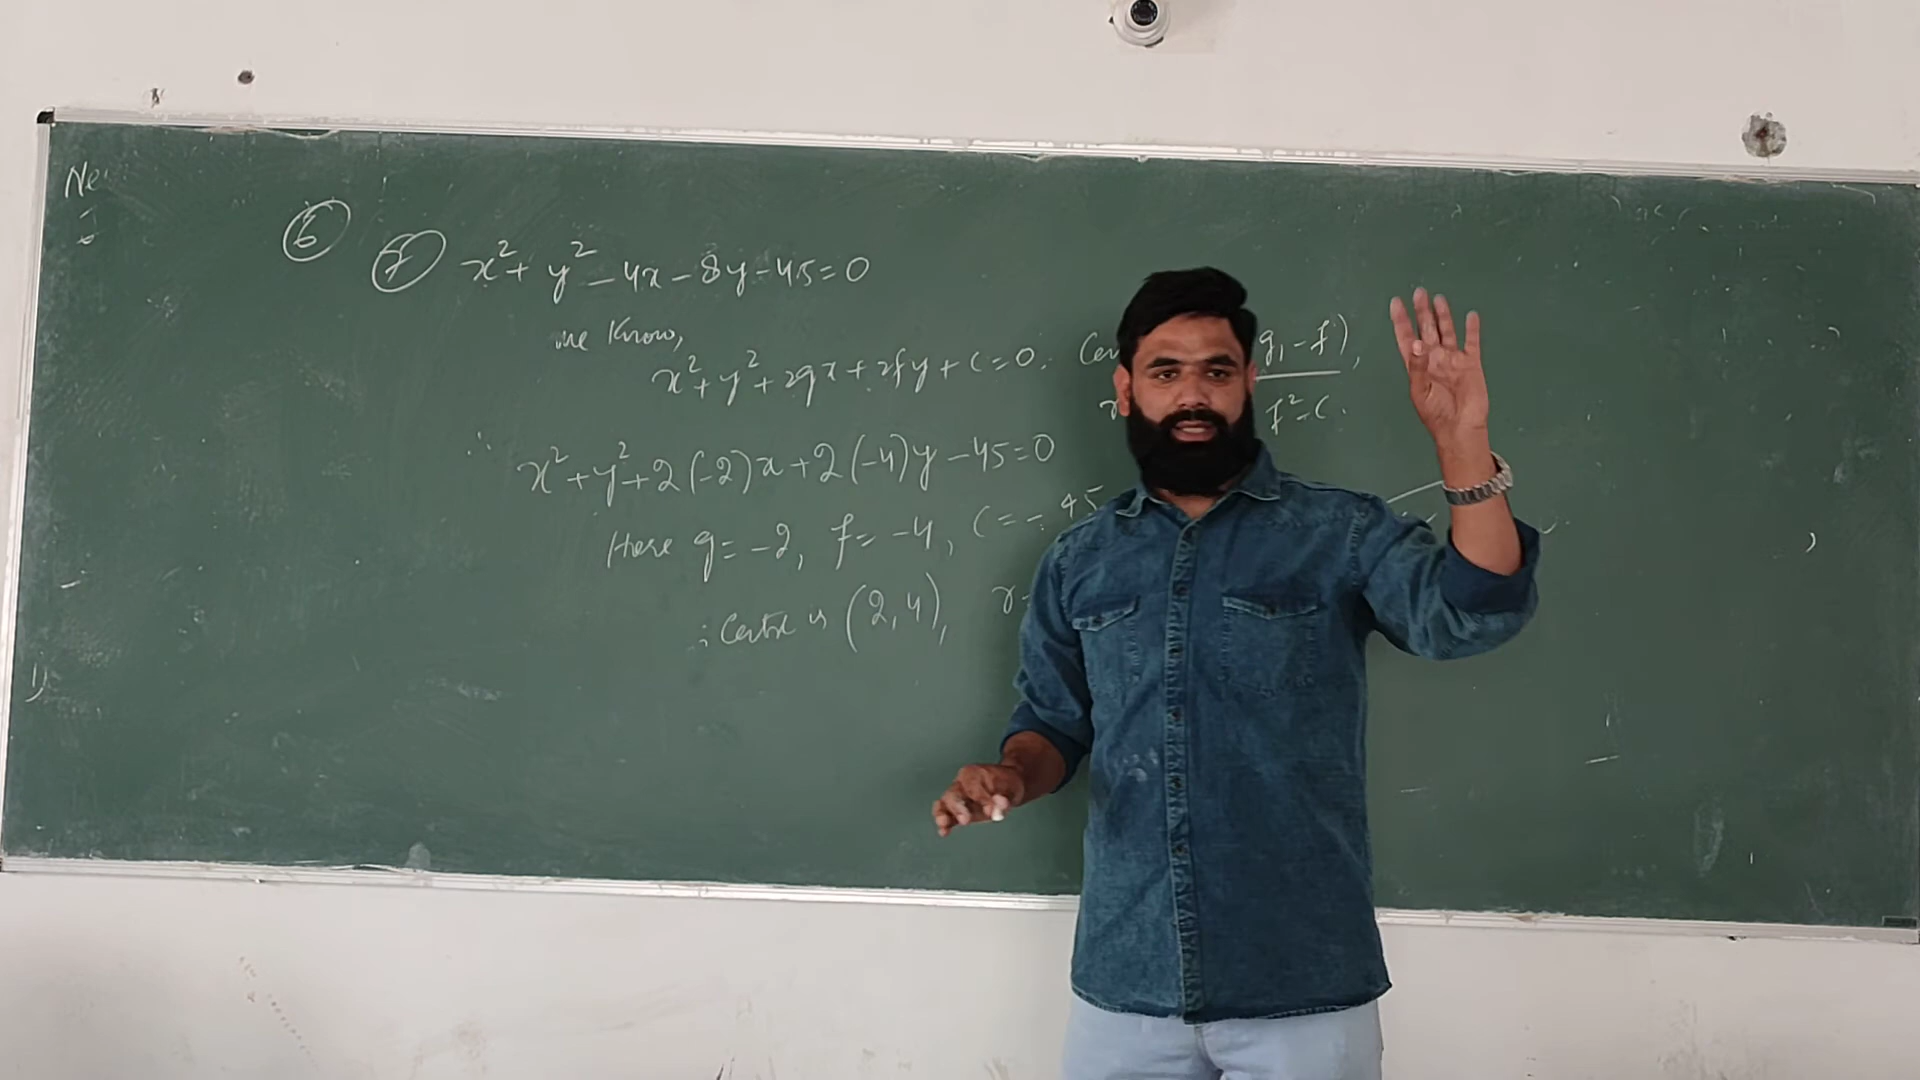 Ne
6
x²+ y² - 4x - 8y - 45 = 0
we know,
x² + y² + 2gx + 2fy + c = 0. Cen g, -f),
r f² - c.
∴ x² + y² + 2(-2)x + 2(-4)y - 45 = 0
Here g = -2, f = -4, c = -45
∴ Centre is (2, 4), r =